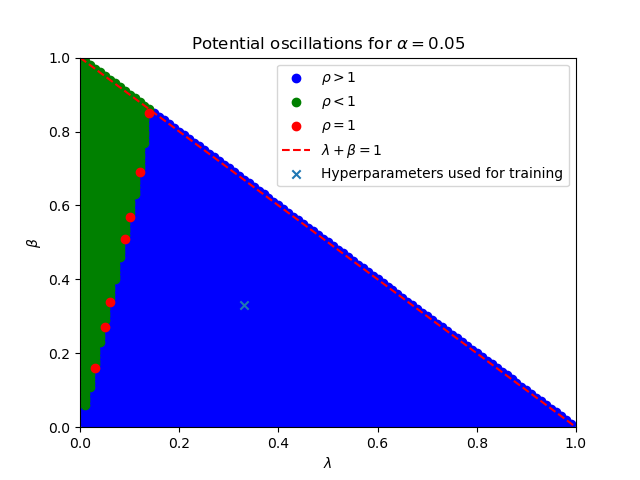 Potential oscillations for α = 0.05
ρ > 1
ρ < 1
ρ = 1
λ + β = 1
Hyperparameters used for training
1.0
0.8
0.6
0.4
0.2
0.0
β
0.0 0.2 0.4 0.6 0.8 1.0
λ